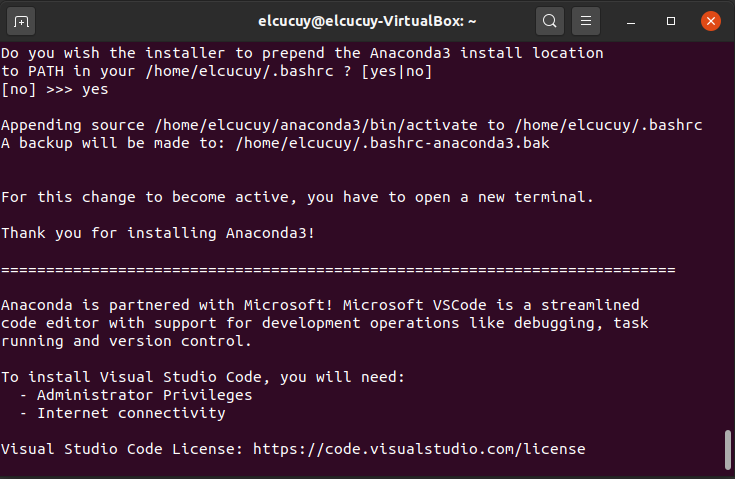 elcucuy@elcucuy-VirtualBox: ~
Do you wish the installer to prepend the Anaconda3 install location
to PATH in your /home/elcucuy/.bashrc ? [yes|no]
[no] >>> yes
Appending source /home/elcucuy/anaconda3/bin/activate to /home/elcucuy/.bashrc
A backup will be made to: /home/elcucuy/.bashrc-anaconda3.bak
For this change to become active, you have to open a new terminal.
Thank you for installing Anaconda3!
===========================================================================
Anaconda is partnered with Microsoft! Microsoft VSCode is a streamlined
code editor with support for development operations like debugging, task
running and version control.
To install Visual Studio Code, you will need:
  - Administrator Privileges
  - Internet connectivity
Visual Studio Code License: https://code.visualstudio.com/license